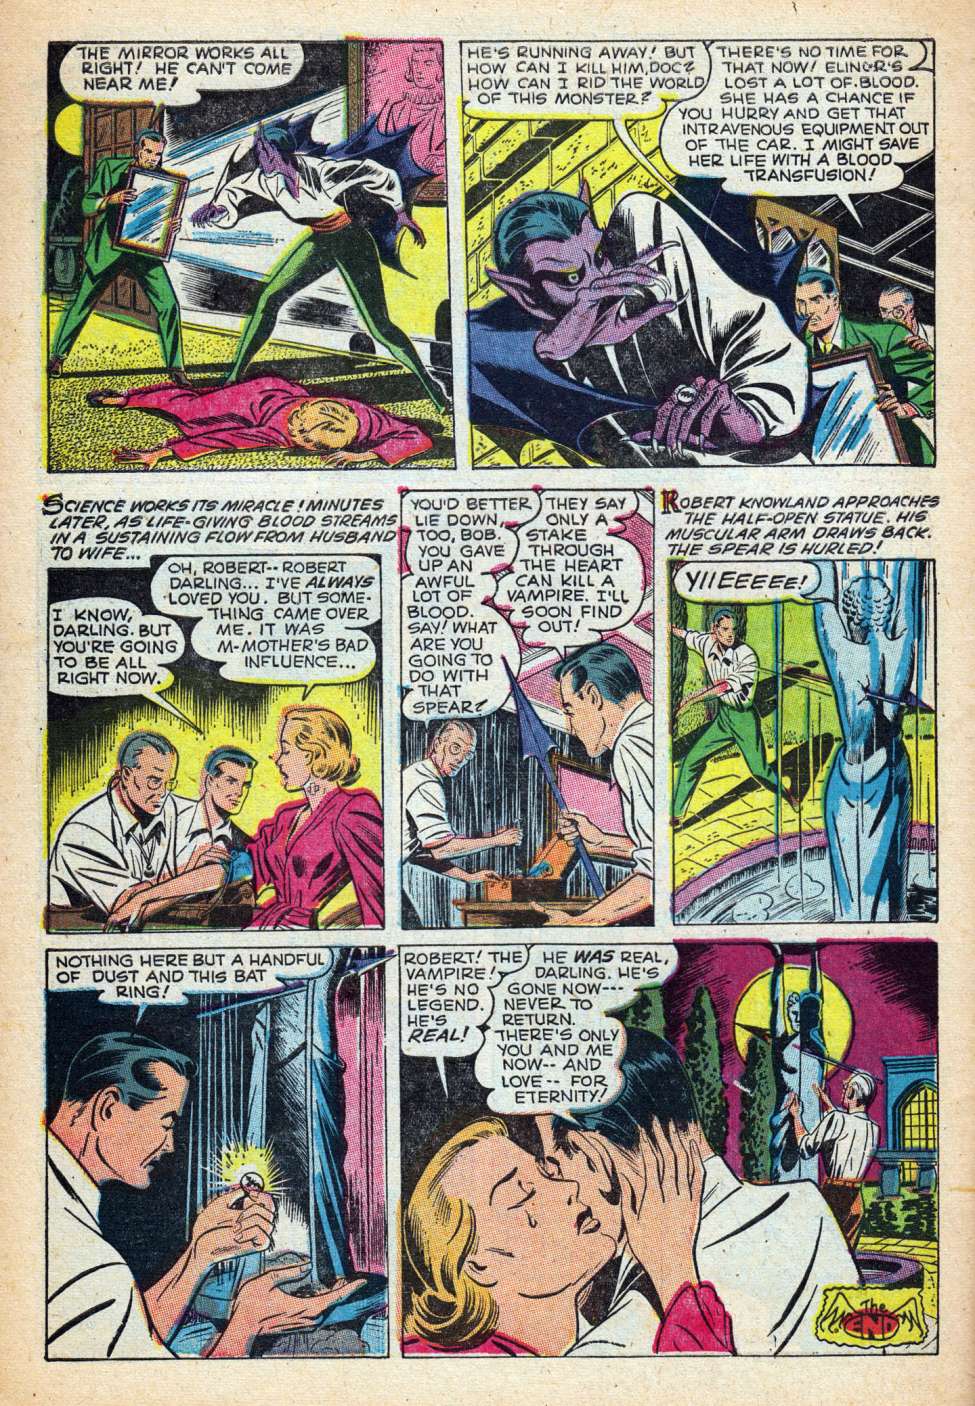 THE MIRROR WORKS ALL
RIGHT! HE CAN'T COME
NEAR ME!
HE'S RUNNING AWAY! BUT
HOW CAN I KILL HIM, DOC?
HOW CAN I RID THE WORLD
OF THIS MONSTER?
THERE'S NO TIME FOR
THAT NOW! ELINOR'S
LOST A LOT OF BLOOD.
SHE HAS A CHANCE IF
YOU HURRY AND GET THAT
INTRAVENOUS EQUIPMENT OUT
OF THE CAR. I MIGHT SAVE
HER LIFE WITH A BLOOD
TRANSFUSION!
SCIENCE WORKS ITS MIRACLE! MINUTES
LATER, AS LIFE-GIVING BLOOD STREAMS
IN A SUSTAINING FLOW FROM HUSBAND
TO WIFE...
OH, ROBERT-- ROBERT
DARLING... I'VE ALWAYS
LOVED YOU. BUT SOME-
THING CAME OVER
ME. IT WAS
M-MOTHER'S BAD
INFLUENCE...
I KNOW,
DARLING. BUT
YOU'RE GOING
TO BE ALL
RIGHT NOW.
YOU'D BETTER
LIE DOWN,
TOO, BOB.
YOU GAVE
UP AN
AWFUL
LOT OF
BLOOD.
SAY! WHAT
ARE YOU
GOING TO
DO WITH
THAT
SPEAR?
THEY SAY
ONLY A
STAKE
THROUGH
THE HEART
CAN KILL A
VAMPIRE. I'LL
SOON FIND
OUT!
ROBERT KNOWLAND APPROACHES
THE HALF-OPEN STATUE. HIS
MUSCULAR ARM DRAWS BACK.
THE SPEAR IS HURLED!
YIIEEEEE!
NOTHING HERE BUT A HANDFUL
OF DUST AND THIS BAT
RING!
ROBERT! THE
VAMPIRE!
HE'S NO
LEGEND.
HE'S
REAL!
HE WAS REAL,
DARLING. HE'S
GONE NOW---
NEVER TO
RETURN.
THERE'S ONLY
YOU AND ME
NOW-- AND
LOVE-- FOR
ETERNITY!
The
END